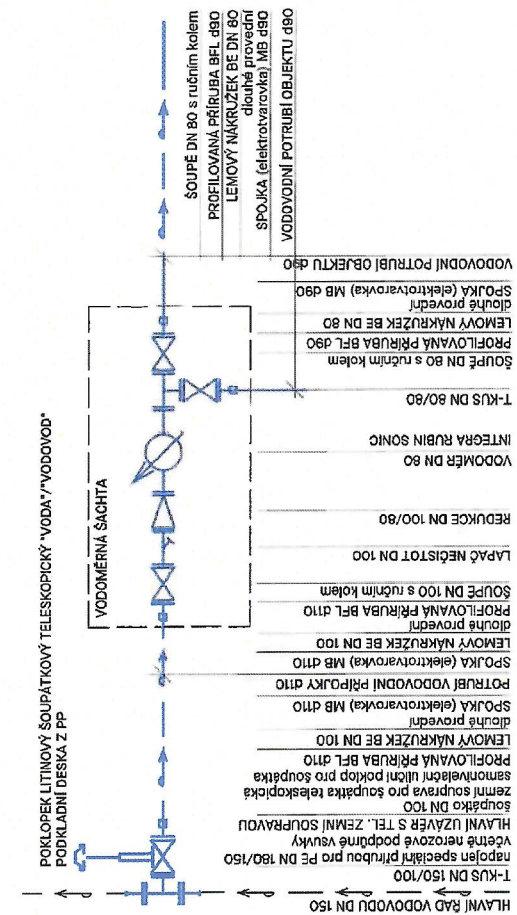 POKLOPEK LITINOVÝ ŠOUPÁTKOVÝ TELESKOPICKÝ "VODA"/"VODOVOD"
PODKLADNÍ DESKA Z PP
VODOMĚRNÁ ŠACHTA
ŠOUPĚ DN 80 s ručním kolem
PROFILOVANÁ PŘÍRUBA BFL d90
LEMOVÝ NÁKRUŽEK BE DN 80
dlouhé provední
SPOJKA (elektrotvarovka) MB d90
VODOVODNÍ POTRUBÍ OBJEKTU d90
HLAVNÍ ŘAD VODOVODU DN 150
T-KUS DN 150/100
napojen speciální přírubou pro PE DN 180/150
včetně nerozové podpůrné vsuvky
HLAVNÍ UZÁVĚR S TEL. ZEMNÍ SOUPRAVOU
šoupátko DN 100
zemní souprava pro šoupátka teleskopická
samonivelační uliční poklop pro šoupátka
PROFILOVANÁ PŘÍRUBA BFL d110
LEMOVÝ NÁKRUŽEK BE DN 100
dlouhé provední
SPOJKA (elektrotvarovka) MB d110
POTRUBÍ VODOVODNÍ PŘÍPOJKY d110
SPOJKA (elektrotvarovka) MB d110
LEMOVÝ NÁKRUŽEK BE DN 100
dlouhé provední
PROFILOVANÁ PŘÍRUBA BFL d110
ŠOUPĚ DN 100 s ručním kolem
LAPAČ NEČISTOT DN 100
REDUKCE DN 100/80
VODOMĚR DN 80
INTEGRA RUBIN SONIC
T-KUS DN 80/80
ŠOUPĚ DN 80 s ručním kolem
PROFILOVANÁ PŘÍRUBA BFL d90
LEMOVÝ NÁKRUŽEK BE DN 80
dlouhé provední
SPOJKA (elektrotvarovka) MB d90
VODOVODNÍ POTRUBÍ OBJEKTU d90